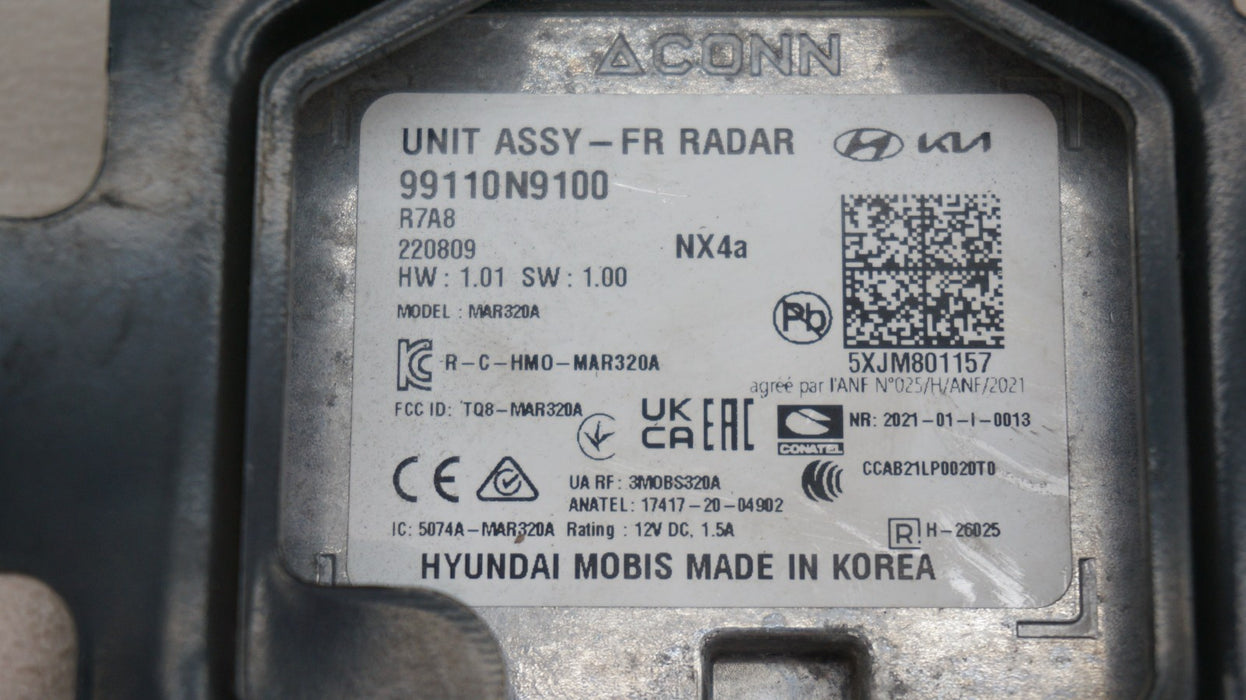 ACONN
UNIT ASSY-FR RADAR KIA
99110N9100
R7A8
220809 NX4a
HW : 1.01 SW : 1.00
MODEL : MAR320A
Pb
5XJM801157
R-C-HMO-MAR320A
agréé par l'ANF N°025/H/ANF/2021
FCC ID: TQ8-MAR320A
UK CA EAC CONATEL NR: 2021-01-I-0013
CE CCAB21LP0020T0
UA RF: 3MOBS320A
ANATEL: 17417-20-04902
IC: 5074A-MAR320A Rating : 12V DC, 1.5A R H-26025
HYUNDAI MOBIS MADE IN KOREA